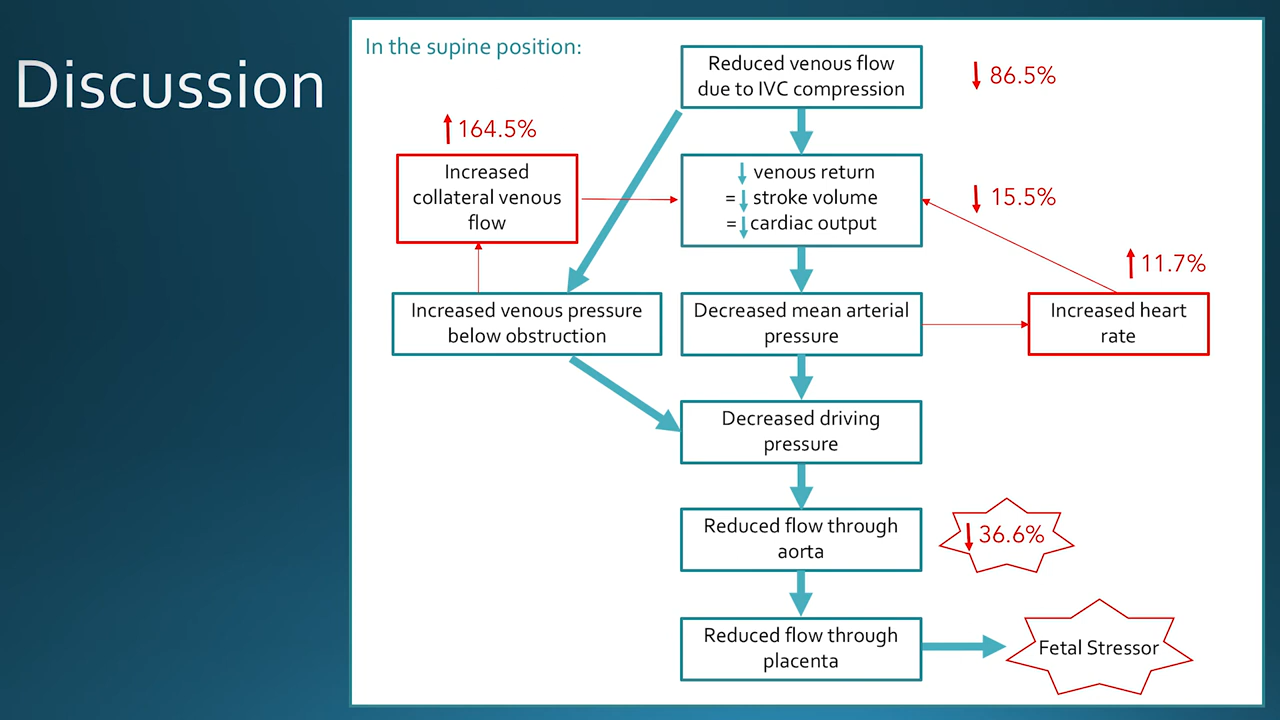 Discussion
In the supine position:
Reduced venous flow
due to IVC compression
↓ 86.5%
↑ 164.5%
Increased
collateral venous
flow
↓ venous return
= ↓ stroke volume
= ↓ cardiac output
↓ 15.5%
↑ 11.7%
Increased venous pressure
below obstruction
Decreased mean arterial
pressure
Increased heart
rate
Decreased driving
pressure
Reduced flow through
aorta
↓ 36.6%
Reduced flow through
placenta
Fetal Stressor